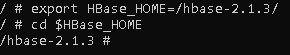 / # export HBase_HOME=/hbase-2.1.3/
/ # cd $HBase_HOME
/hbase-2.1.3 #